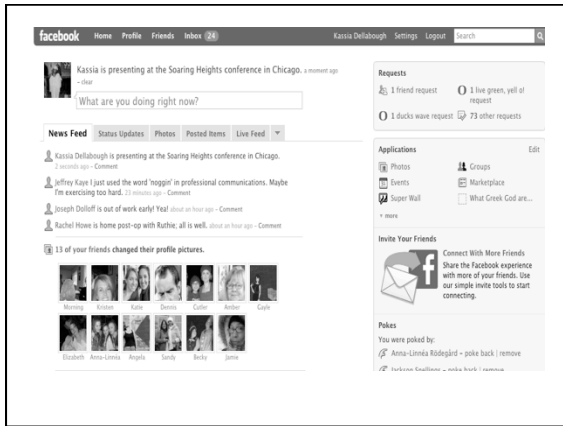 facebook Home Profile Friends Inbox 24 Kassia Dellabough Settings Logout Search
Kassia is presenting at the Soaring Heights conference in Chicago. a moment ago
– clear
What are you doing right now?
News Feed Status Updates Photos Posted Items Live Feed
Kassia Dellabough is presenting at the Soaring Heights conference in Chicago.
2 seconds ago – Comment
Jeffrey Kaye I just used the word 'noggin' in professional communications. Maybe
I'm exercising too hard. 23 minutes ago – Comment
Joseph Dolloff is out of work early! Yea! about an hour ago – Comment
Rachel Howe is home post-op with Ruthie; all is well. about an hour ago – Comment
13 of your friends changed their profile pictures.
Morning Kristen Katie Dennis Cutler Amber Gayle
Elizabeth Anna-Linnéa Angela Sandy Becky Jamie
Requests
1 friend request
1 live green, yell o!
request
1 ducks wave request
73 other requests
Applications Edit
Photos Groups
Events Marketplace
Super Wall What Greek God are...
+ more
Invite Your Friends
Connect With More Friends
Share the Facebook experience
with more of your friends. Use
our simple invite tools to start
connecting.
Pokes
You were poked by:
Anna-Linnéa Rödegård – poke back | remove
Jackson Spellings – poke back | remove